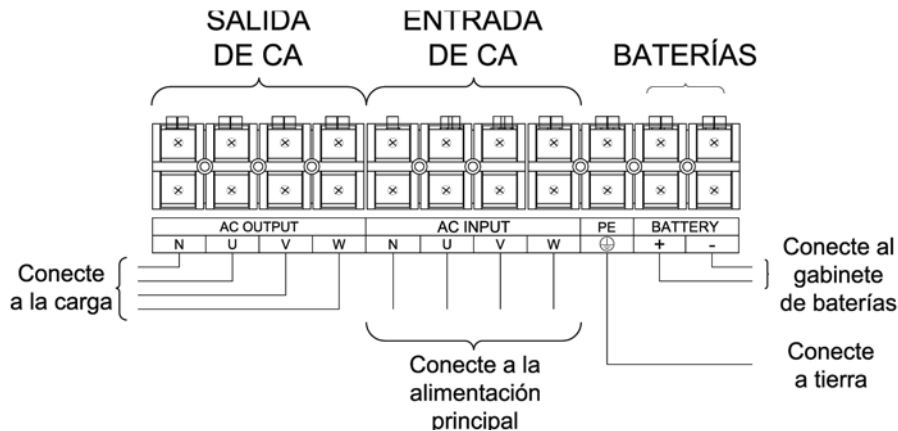 SALIDA
DE CA
ENTRADA
DE CA
BATERÍAS
AC OUTPUT
AC INPUT
PE
BATTERY
N
U
V
W
N
U
V
W
+
-
Conecte
a la carga
Conecte a la
alimentación
principal
Conecte al
gabinete
de baterías
Conecte
a tierra